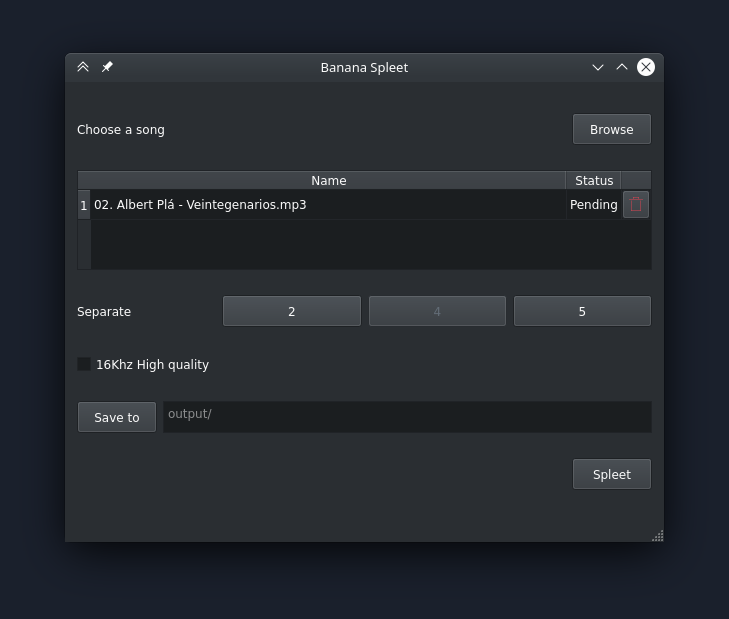 Banana Spleet
Choose a song
Browse
Name Status
1 02. Albert Plá - Veintegenarios.mp3 Pending
Separate 2 4 5
16Khz High quality
Save to output/
Spleet